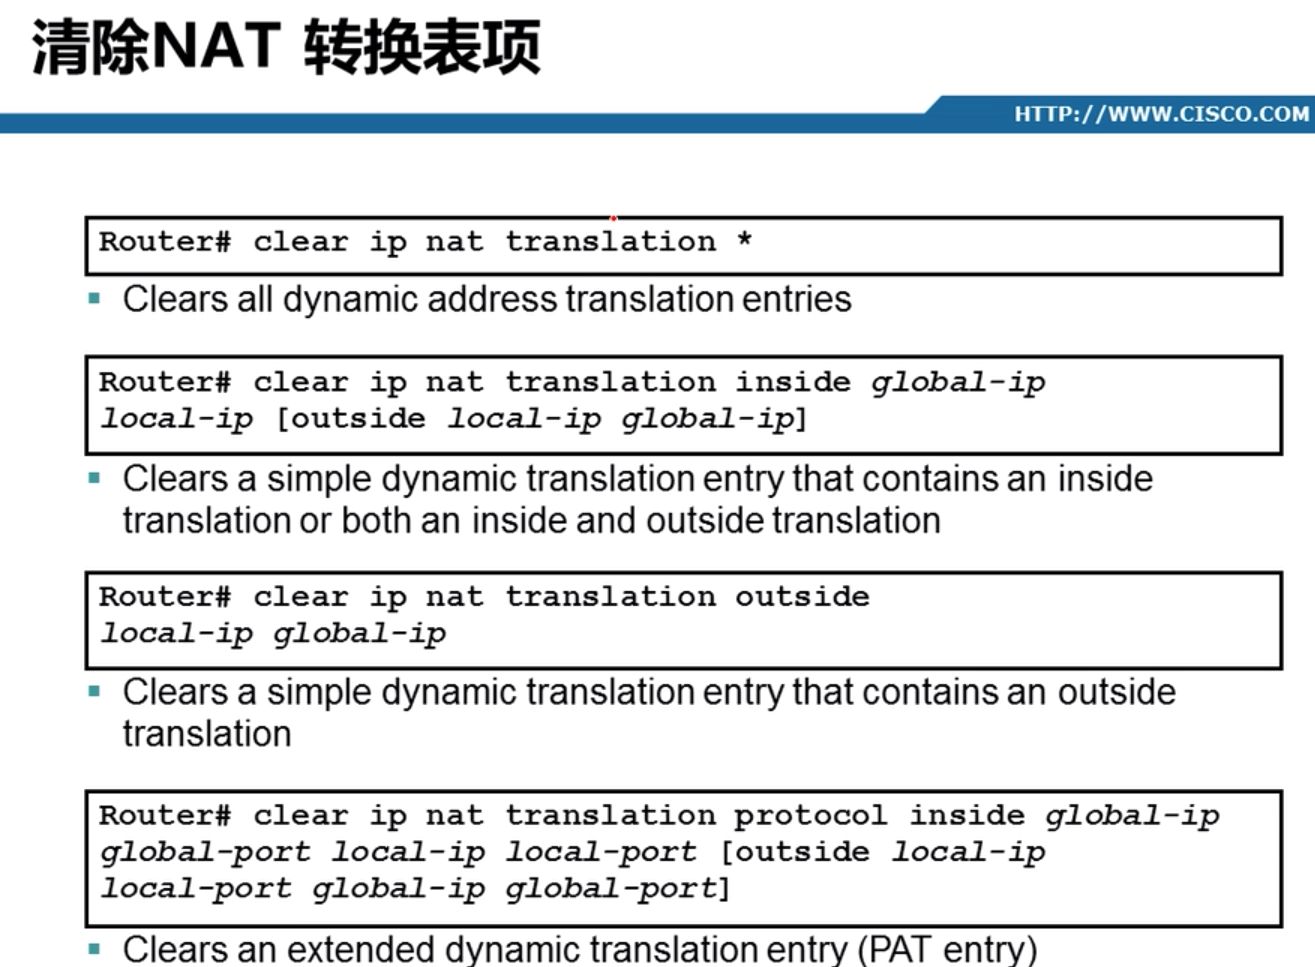 清除NAT 转换表项
HTTP://WWW.CISCO.COM
Router# clear ip nat translation *
Clears all dynamic address translation entries
Router# clear ip nat translation inside global-ip
local-ip [outside local-ip global-ip]
Clears a simple dynamic translation entry that contains an inside
translation or both an inside and outside translation
Router# clear ip nat translation outside
local-ip global-ip
Clears a simple dynamic translation entry that contains an outside
translation
Router# clear ip nat translation protocol inside global-ip
global-port local-ip local-port [outside local-ip
local-port global-ip global-port]
Clears an extended dynamic translation entry (PAT entry)